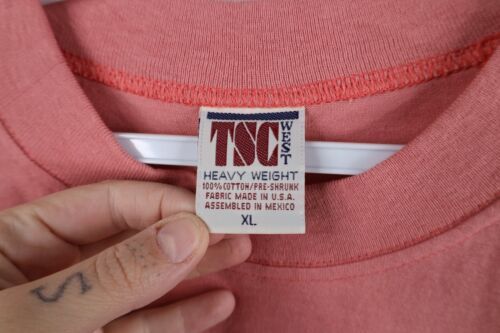 TSC
WEST
HEAVY WEIGHT
100% COTTON/PRE-SHRUNK
FABRIC MADE IN U.S.A.
ASSEMBLED IN MEXICO
XL
S